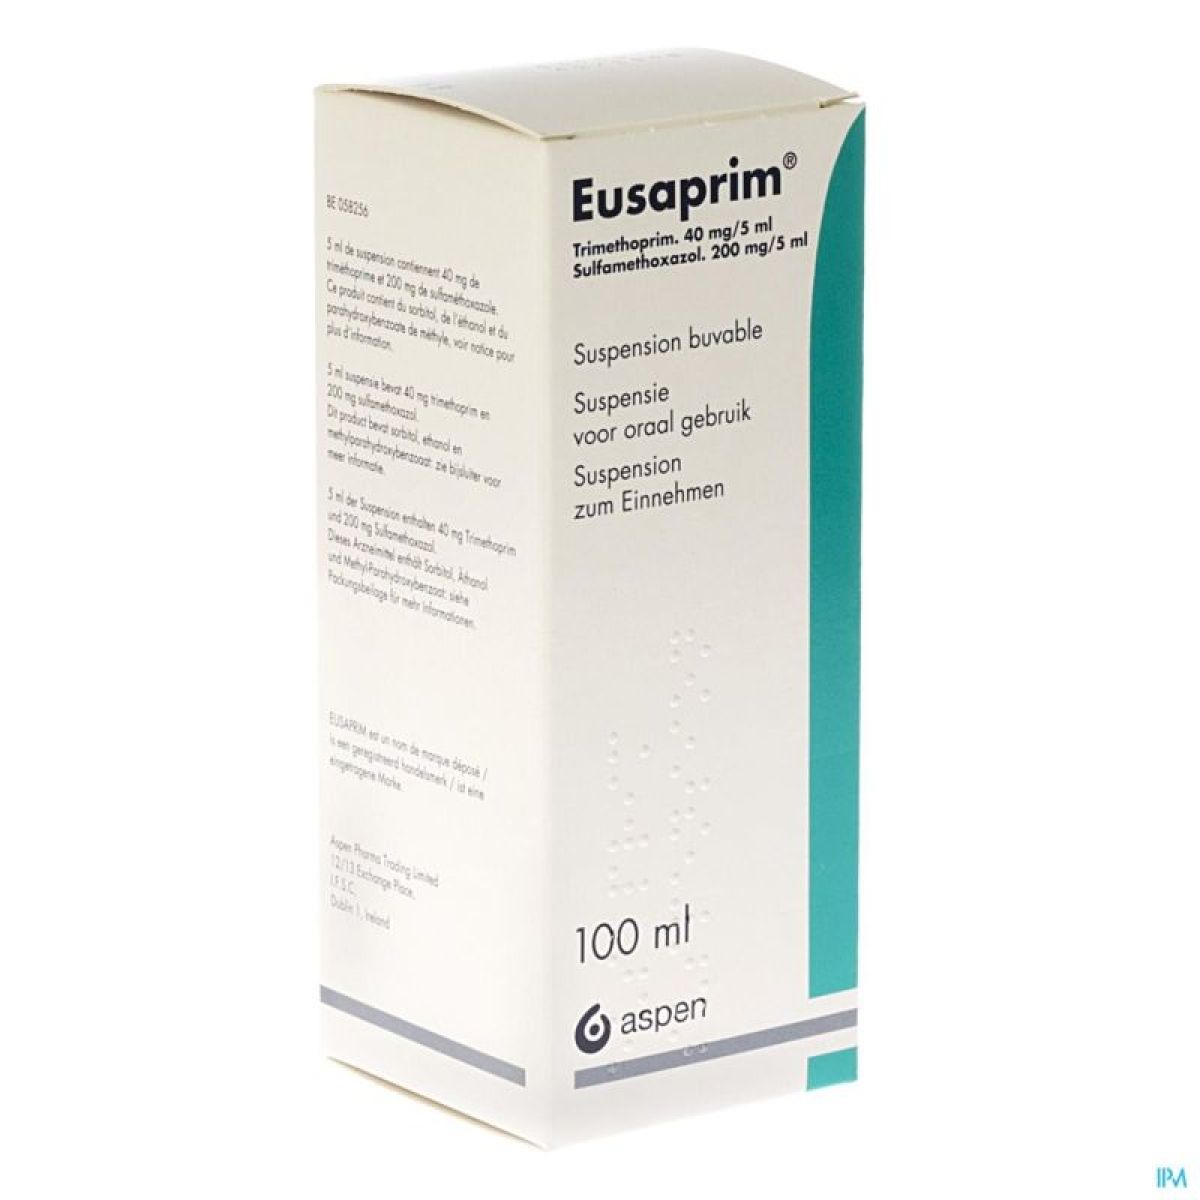 Eusaprim®
Trimethoprim. 40 mg/5 ml
Sulfamethoxazol. 200 mg/5 ml
Suspension buvable
Suspensie
voor oraal gebruik
Suspension
zum Einnehmen
100 ml
aspen
BE 058256
5 ml de suspension contiennent 40 mg de
triméthoprime et 200 mg de sulfaméthoxazole.
Ce produit contient du sorbitol, de l'éthanol et du
parahydroxybenzoate de méthyle, voir notice pour
plus d'information.
5 ml suspensie bevat 40 mg trimethoprim en
200 mg sulfamethoxazol.
Dit product bevat sorbitol, ethanol en
methylparahydroxybenzoaat: zie bijsluiter voor
meer informatie.
5 ml der Suspension enthalten 40 mg Trimethoprim
und 200 mg Sulfamethoxazol.
Dieses Arzneimittel enthält Sorbitol, Äthanol
und Methyl-Parahydroxybenzoat: siehe
Packungsbeilage für mehr Informationen.
EUSAPRIM est un nom de marque déposé /
is een geregistreerd handelsmerk / ist eine
eingetragene Marke.
Aspen Pharma Trading Limited
12/13 Exchange Place,
I.F.S.C,
Dublin 1, Ireland
IPM